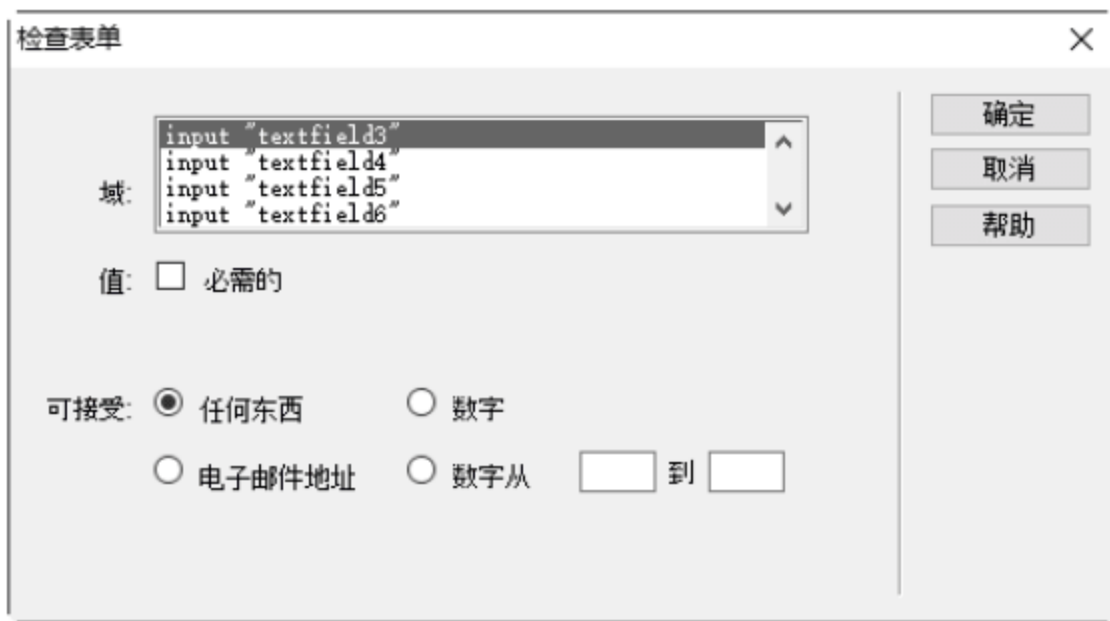 检查表单
input "textfield3"
input "textfield4"
input "textfield5"
input "textfield6"
域:
值: 必需的
可接受: 任何东西 数字
电子邮件地址 数字从 到
确定
取消
帮助